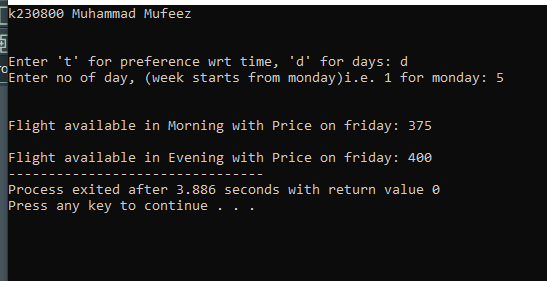 k230800 Muhammad Mufeez
Enter 't' for preference wrt time, 'd' for days: d
Enter no of day, (week starts from monday)i.e. 1 for monday: 5
Flight available in Morning with Price on friday: 375
Flight available in Evening with Price on friday: 400
--------------------------------
Process exited after 3.886 seconds with return value 0
Press any key to continue . . .